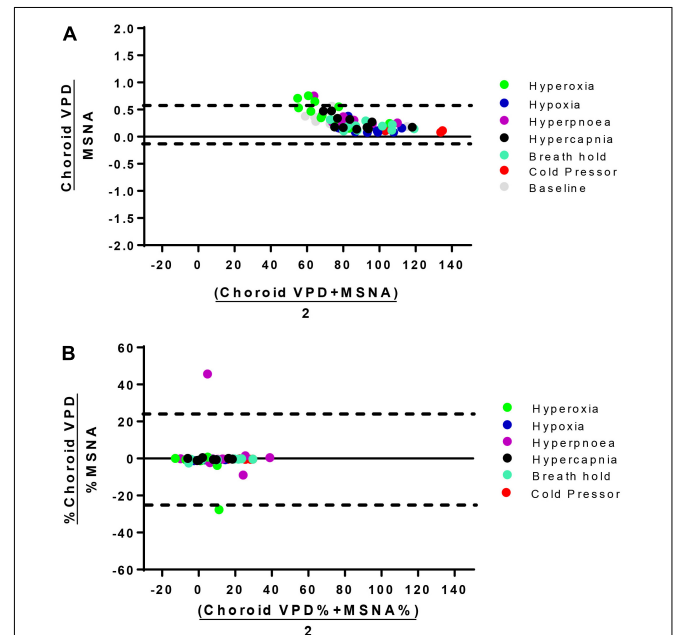 A
2.0
1.5
1.0
0.5
0.0
-0.5
-1.0
-1.5
-2.0
Choroid VPD
MSNA
-20 0 20 40 60 80 100 120 140
(Choroid VPD+MSNA)
2
Hyperoxia
Hypoxia
Hyperpnoea
Hypercapnia
Breath hold
Cold Pressor
Baseline
B
60
40
20
0
-20
-40
-60
%Choroid VPD
%MSNA
-20 0 20 40 60 80 100 120 140
(Choroid VPD%+MSNA%)
2
Hyperoxia
Hypoxia
Hyperpnoea
Hypercapnia
Breath hold
Cold Pressor